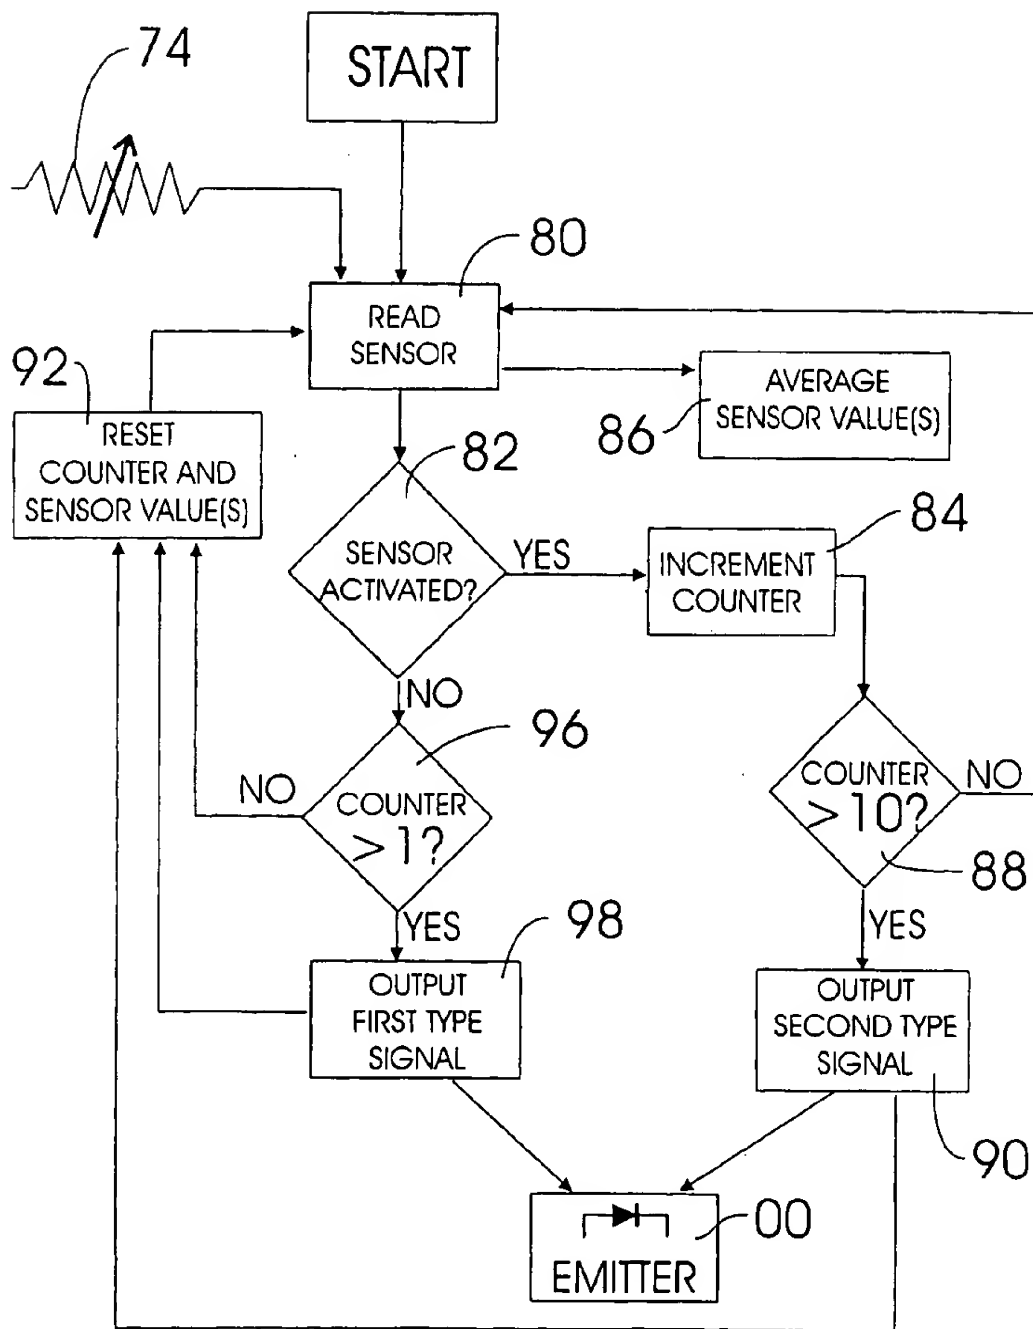 74
START
80
READ
SENSOR
92
RESET
COUNTER AND
SENSOR VALUE(S)
AVERAGE
SENSOR VALUE(S)
86
82
SENSOR
ACTIVATED?
YES
84
INCREMENT
COUNTER
NO
96
COUNTER
> 1?
NO
COUNTER
> 10?
NO
88
YES
98
OUTPUT
FIRST TYPE
SIGNAL
YES
OUTPUT
SECOND TYPE
SIGNAL
90
00
EMITTER